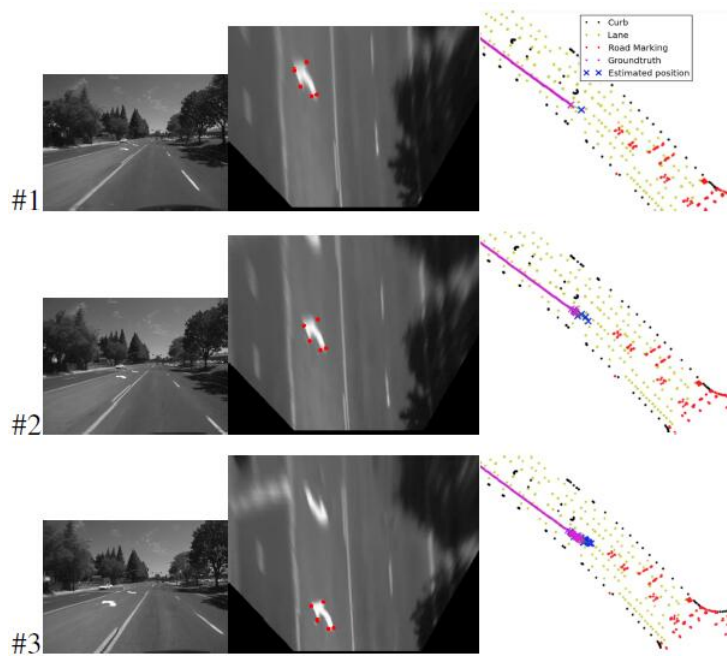 Curb
Lane
Road Marking
Groundtruth
Estimated position
#1
#2
#3